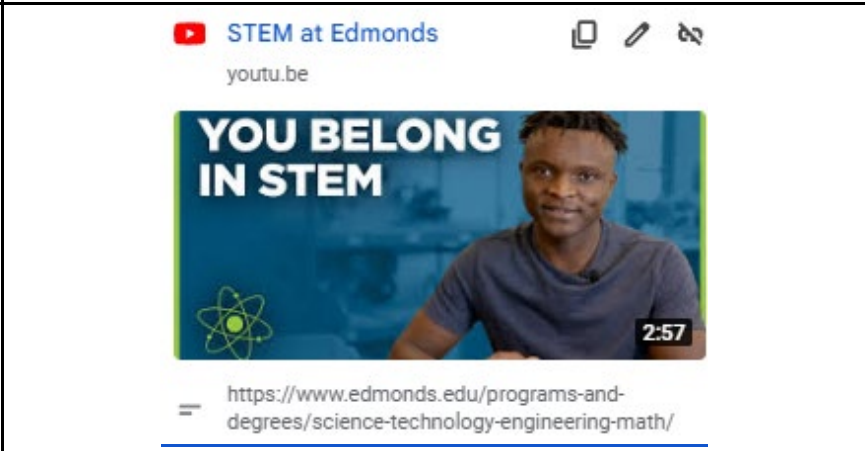 STEM at Edmonds
youtu.be
YOU BELONG
IN STEM
2:57
https://www.edmonds.edu/programs-and-
degrees/science-technology-engineering-math/